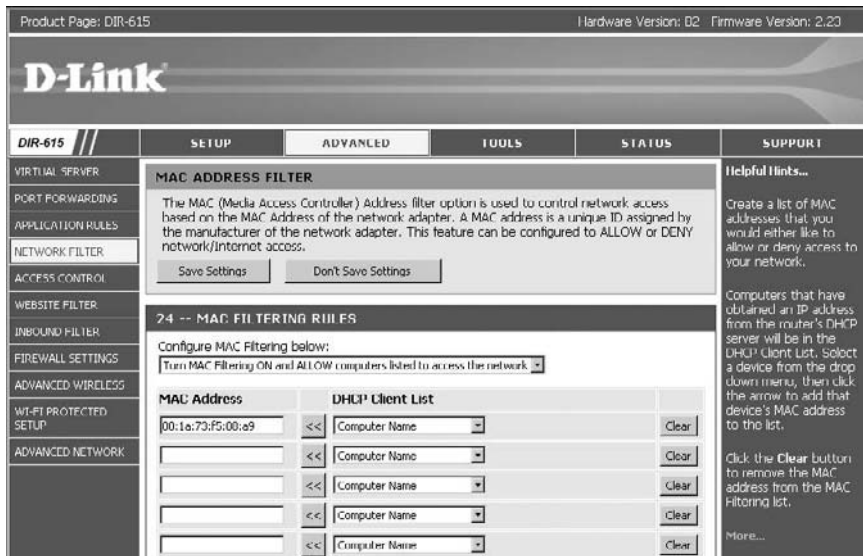 Product Page: DIR-615
Hardware Version: B2 Firmware Version: 2.23
D-Link
DIR-615
SETUP
ADVANCED
TOOLS
STATUS
SUPPORT
VIRTUAL SERVER
PORT FORWARDING
APPLICATION RULES
NETWORK FILTER
ACCESS CONTROL
WEBSITE FILTER
INBOUND FILTER
FIREWALL SETTINGS
ADVANCED WIRELESS
WI-FI PROTECTED
SETUP
ADVANCED NETWORK
MAC ADDRESS FILTER
The MAC (Media Access Controller) Address filter option is used to control network access
based on the MAC Address of the network adapter. A MAC address is a unique ID assigned by
the manufacturer of the network adapter. This feature can be configured to ALLOW or DENY
network/Internet access.
Save Settings
Don't Save Settings
24 -- MAC FILTERING RULES
Configure MAC Filtering below:
Turn MAC Filtering ON and ALLOW computers listed to access the network
MAC Address
DHCP Client List
00:1a:73:f5:00:a9
<<
Computer Name
Clear
<<
Computer Name
Clear
<<
Computer Name
Clear
<<
Computer Name
Clear
<<
Computer Name
Clear
Helpful Hints...
Create a list of MAC
addresses that you
would either like to
allow or deny access to
your network.
Computers that have
obtained an IP address
from the router's DHCP
server will be in the
DHCP Client List. Select
a device from the drop
down menu, then click
the arrow to add that
device's MAC address
to the list.
Click the Clear button
to remove the MAC
address from the MAC
Filtering list.
More...